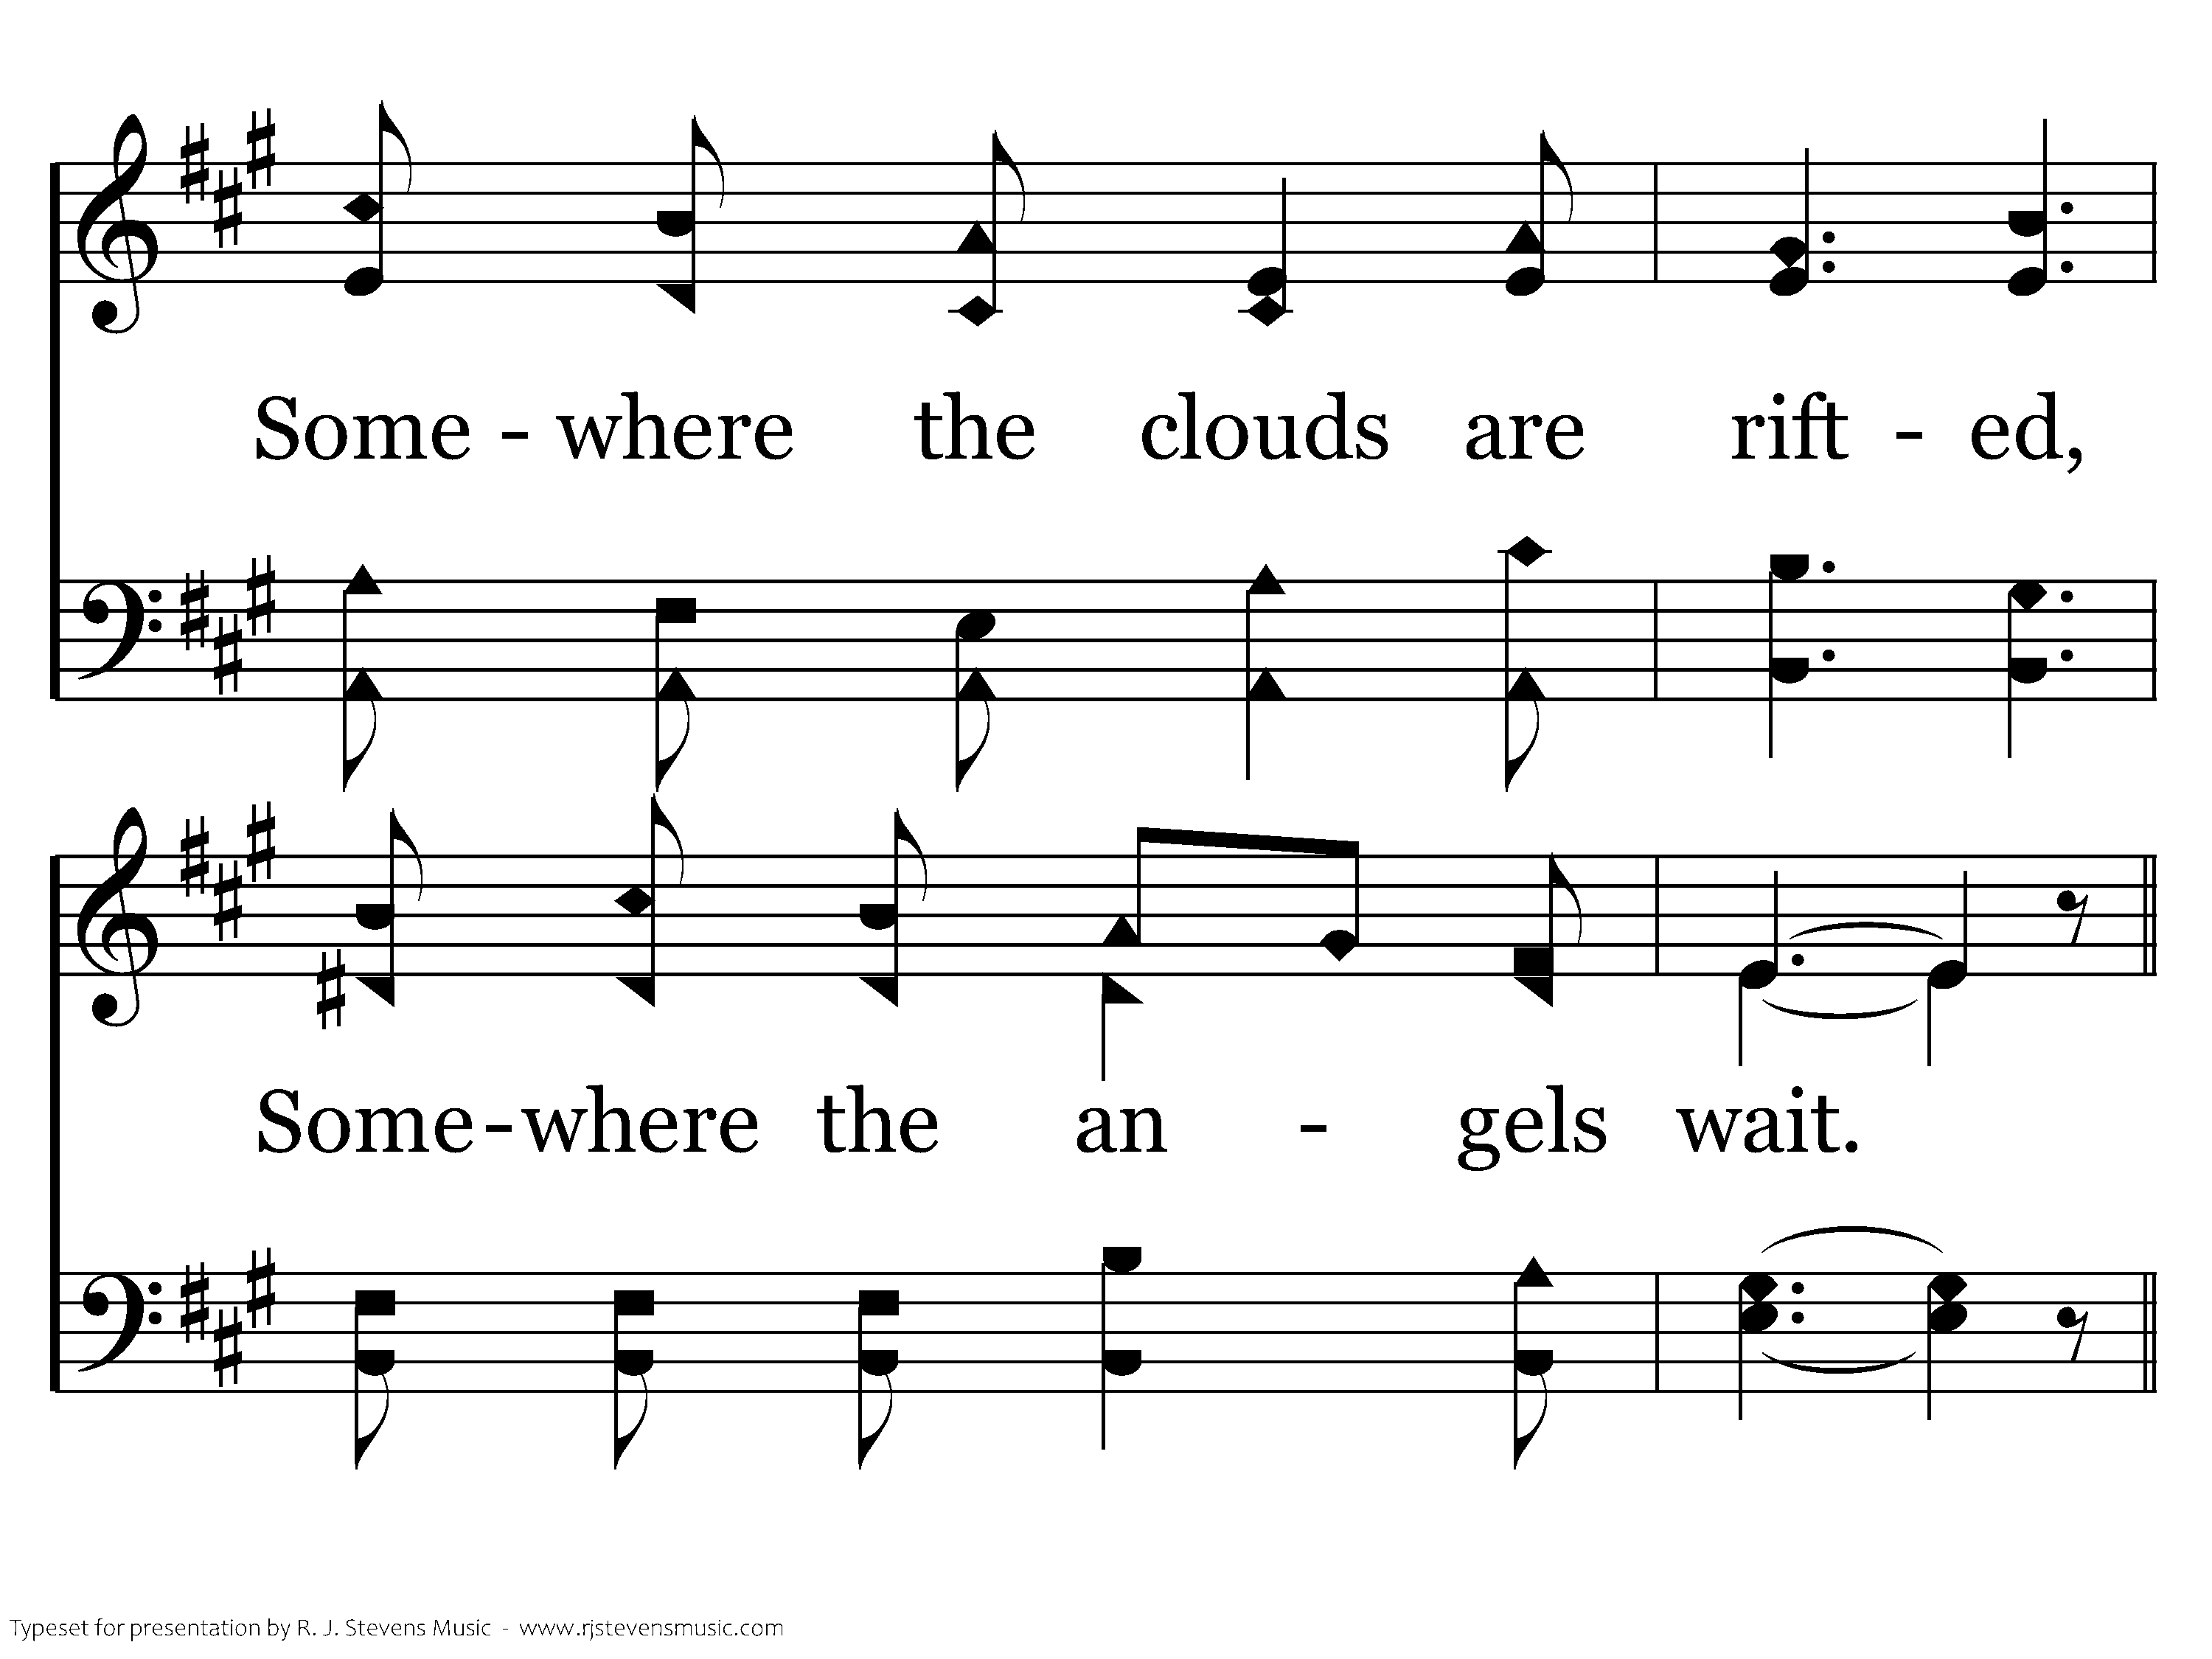 Some - where the clouds are rift - ed,
Some - where the an - gels wait.
Typeset for presentation by R. J. Stevens Music - www.rjstevensmusic.com